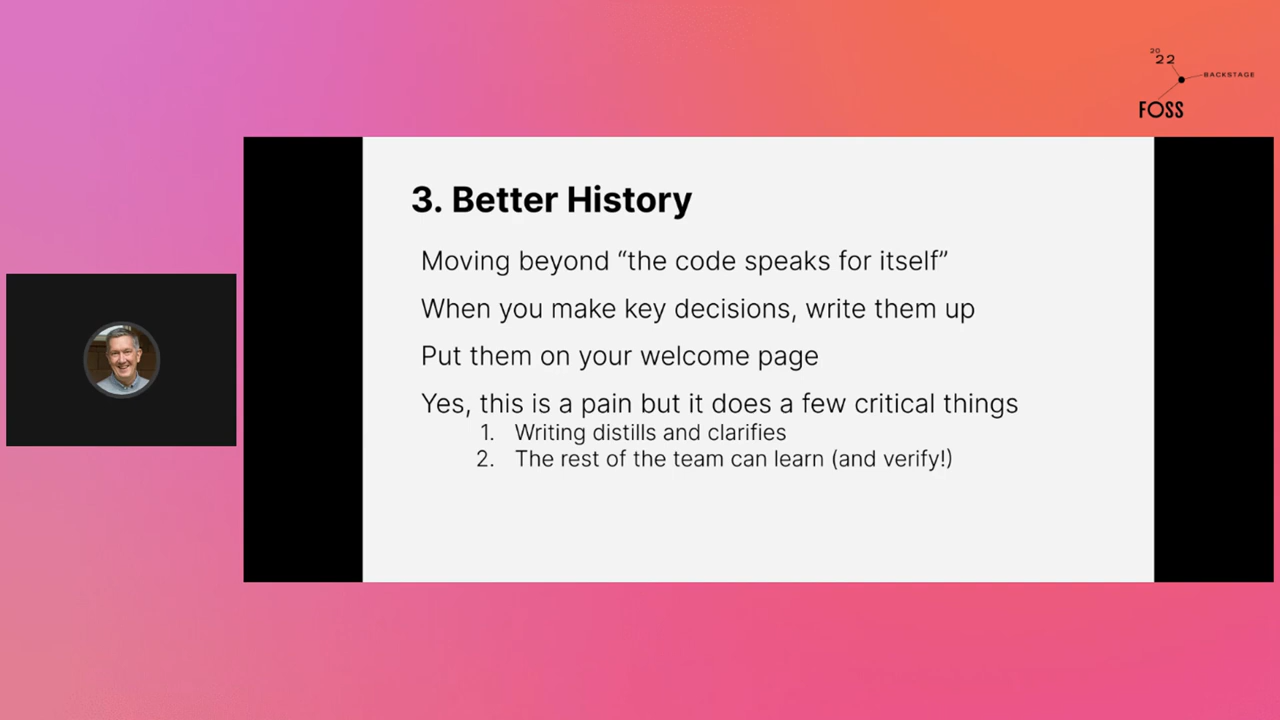 20
22
BACKSTAGE
FOSS
3. Better History
Moving beyond “the code speaks for itself”
When you make key decisions, write them up
Put them on your welcome page
Yes, this is a pain but it does a few critical things
1. Writing distills and clarifies
2. The rest of the team can learn (and verify!)